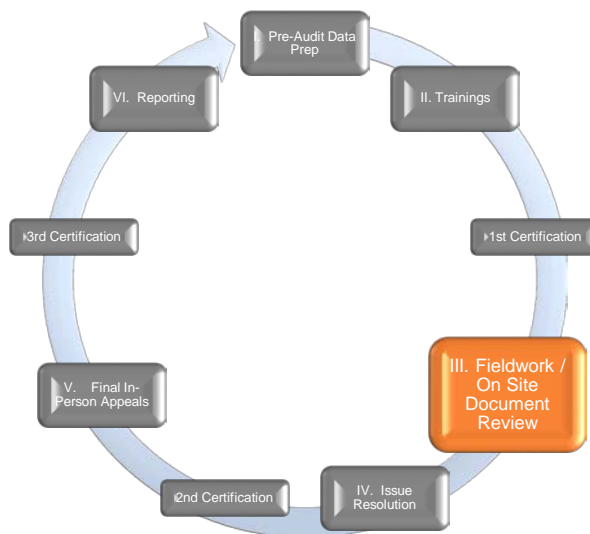 I. Pre-Audit Data
Prep
II. Trainings
1st Certification
III. Fieldwork /
On Site
Document
Review
IV. Issue
Resolution
2nd Certification
V. Final In-
Person Appeals
3rd Certification
VI. Reporting